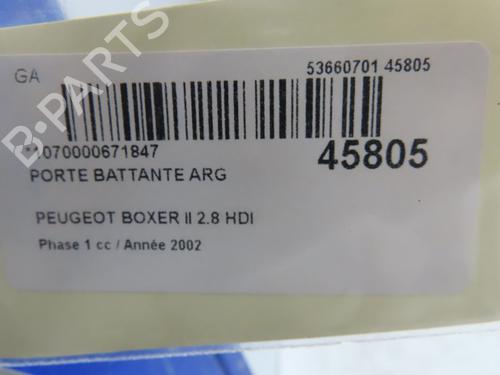 GA
53660701 45805
*1070000671847
45805
PORTE BATTANTE ARG
PEUGEOT BOXER II 2.8 HDI
Phase 1 cc / Année 2002
B-PARTS